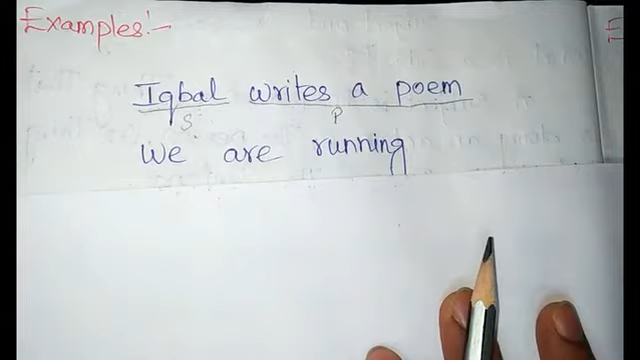 Examples:-
Iqbal writes a poem
S P
we are running